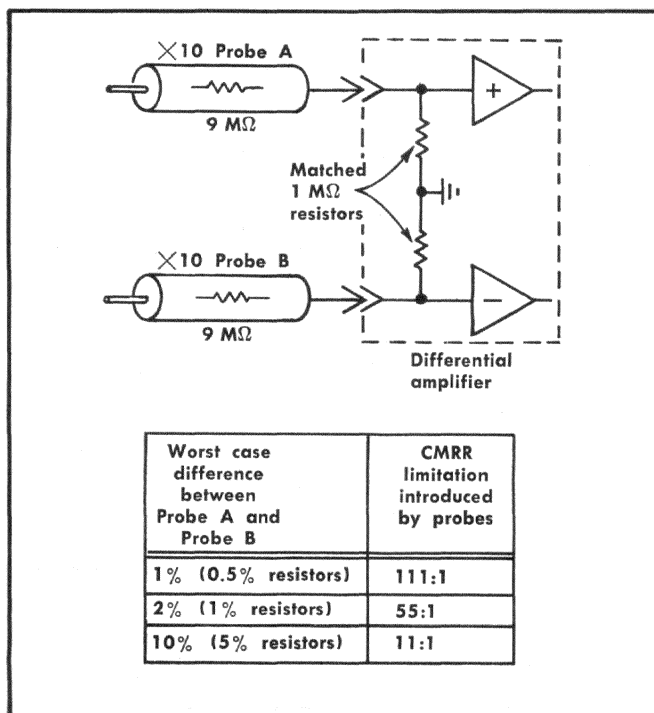 ×10 Probe A
9 MΩ
+
Matched
1 MΩ
resistors
×10 Probe B
9 MΩ
−
Differential
amplifier
Worst case
difference
between
Probe A and
Probe B
CMRR
limitation
introduced
by probes
1% (0.5% resistors) 111:1
2% (1% resistors) 55:1
10% (5% resistors) 11:1